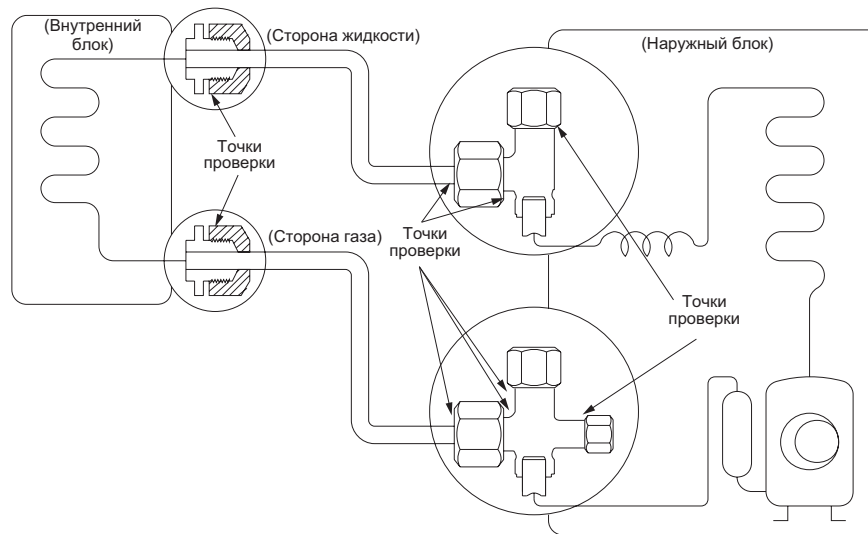 (Внутренний
блок)
(Сторона жидкости)
(Наружный блок)
Точки
проверки
(Сторона газа)
Точки
проверки
Точки
проверки